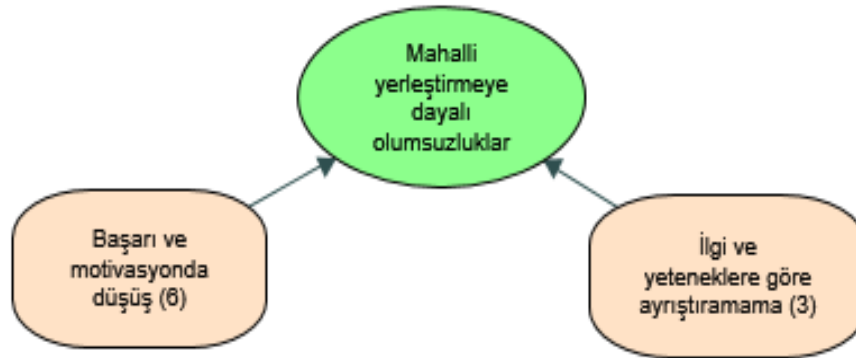 Mahalli
yerleştirmeye
dayalı
olumsuzluklar
Başarı ve
motivasyonda
düşüş (6)
İlgi ve
yeteneklere göre
ayrıştıramama (3)